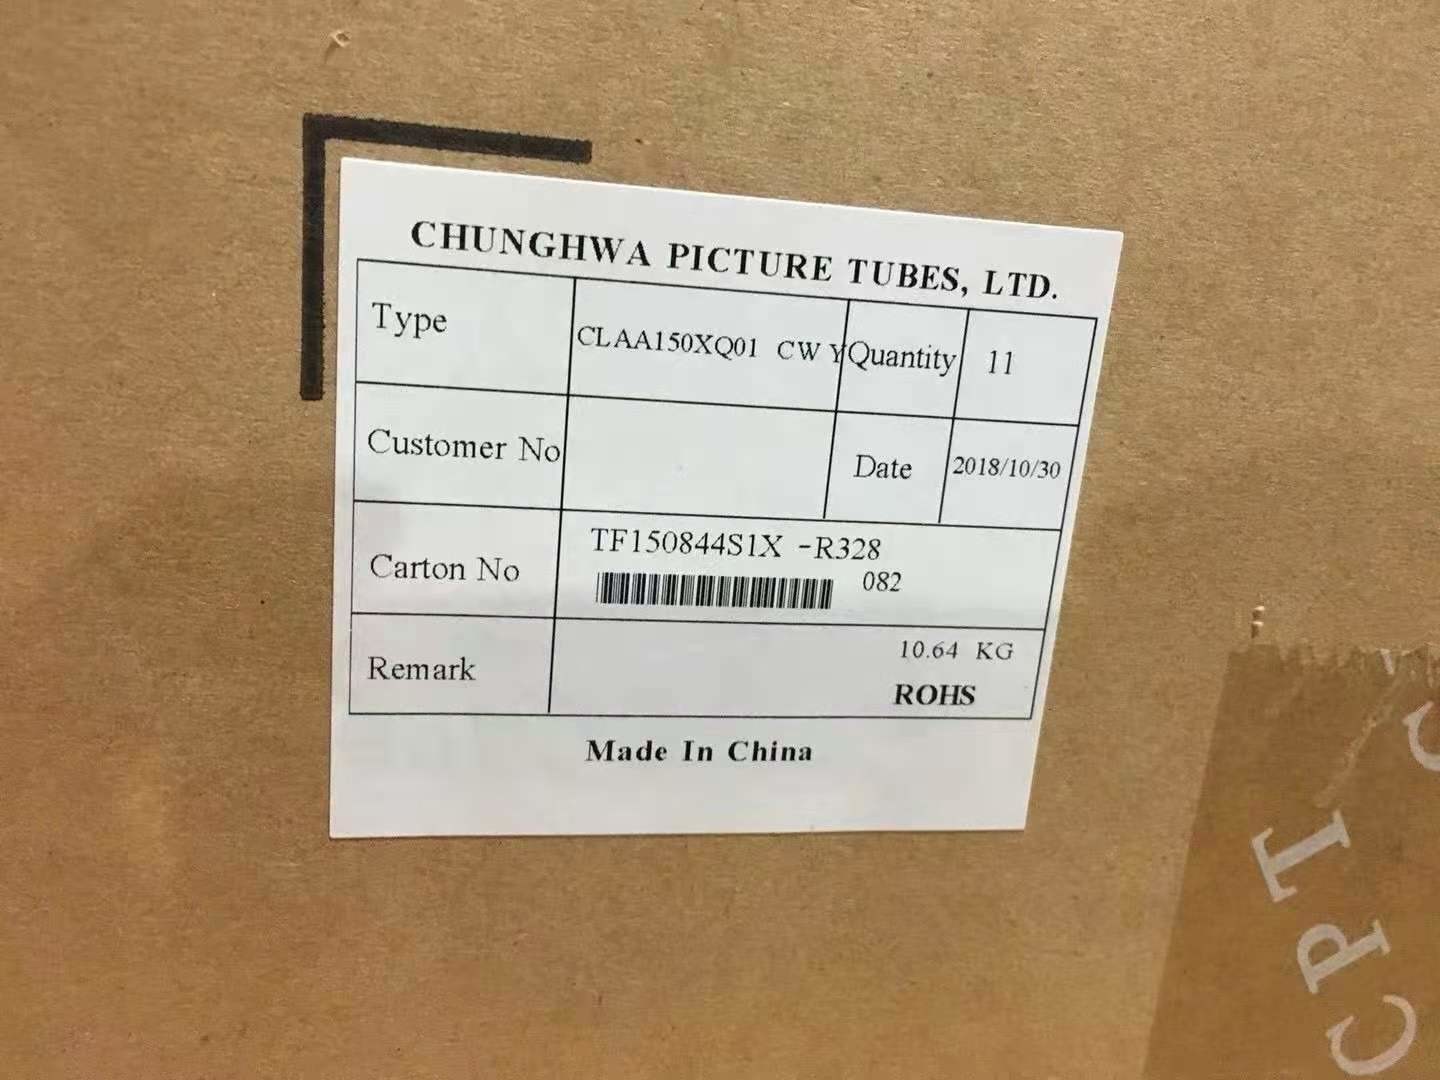 CHUNGHWA PICTURE TUBES, LTD.
Type CLAA150XQ01 CW Y Quantity 11
Customer No Date 2018/10/30
Carton No TF150844S1X -R328
082
Remark 10.64 KG
ROHS
Made In China
CPT C